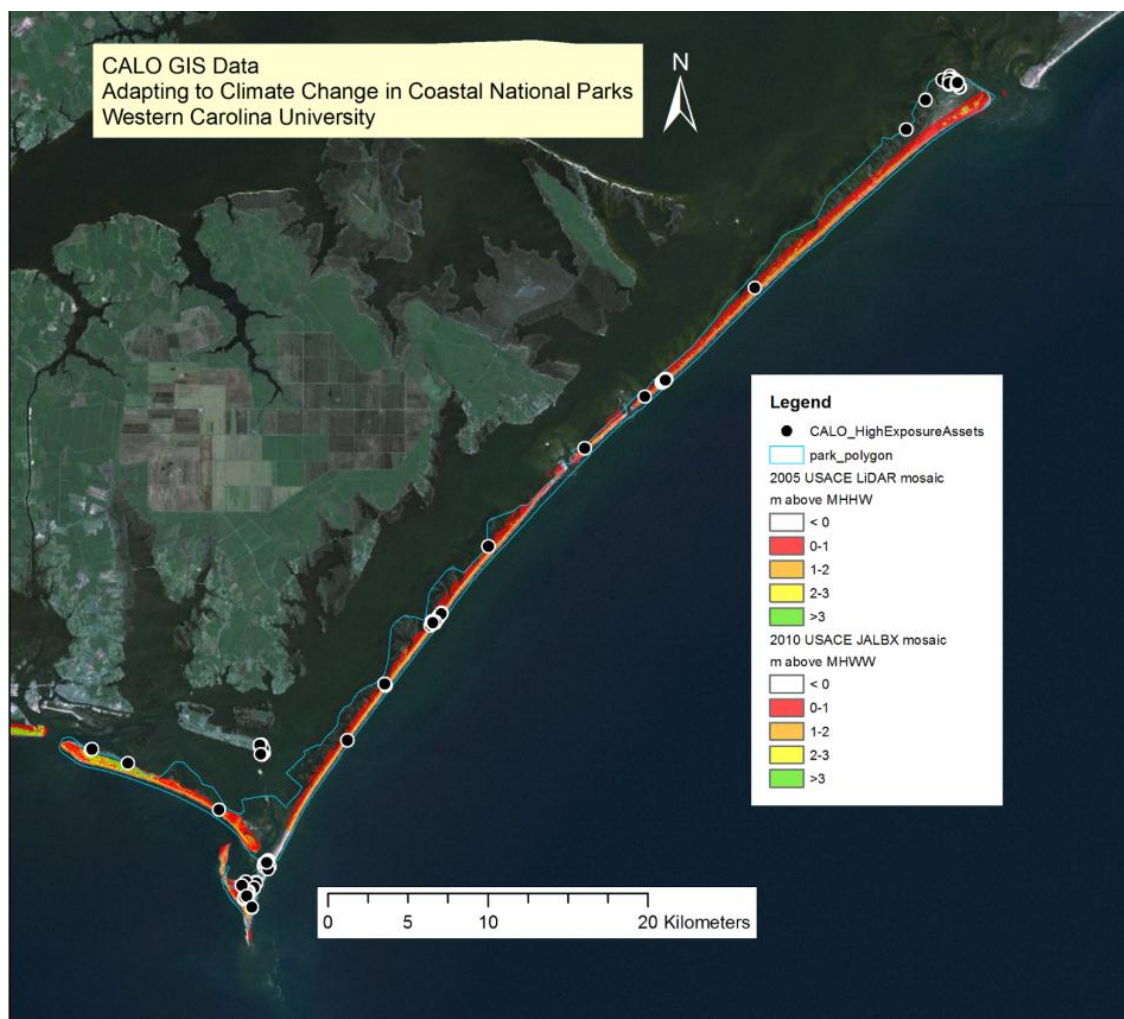 CALO GIS Data
Adapting to Climate Change in Coastal National Parks
Western Carolina University
N
Legend
CALO_HighExposureAssets
park_polygon
2005 USACE LiDAR mosaic
m above MHHW
< 0
0-1
1-2
2-3
>3
2010 USACE JALBX mosaic
m above MHWW
< 0
0-1
1-2
2-3
>3
0 5 10 20 Kilometers